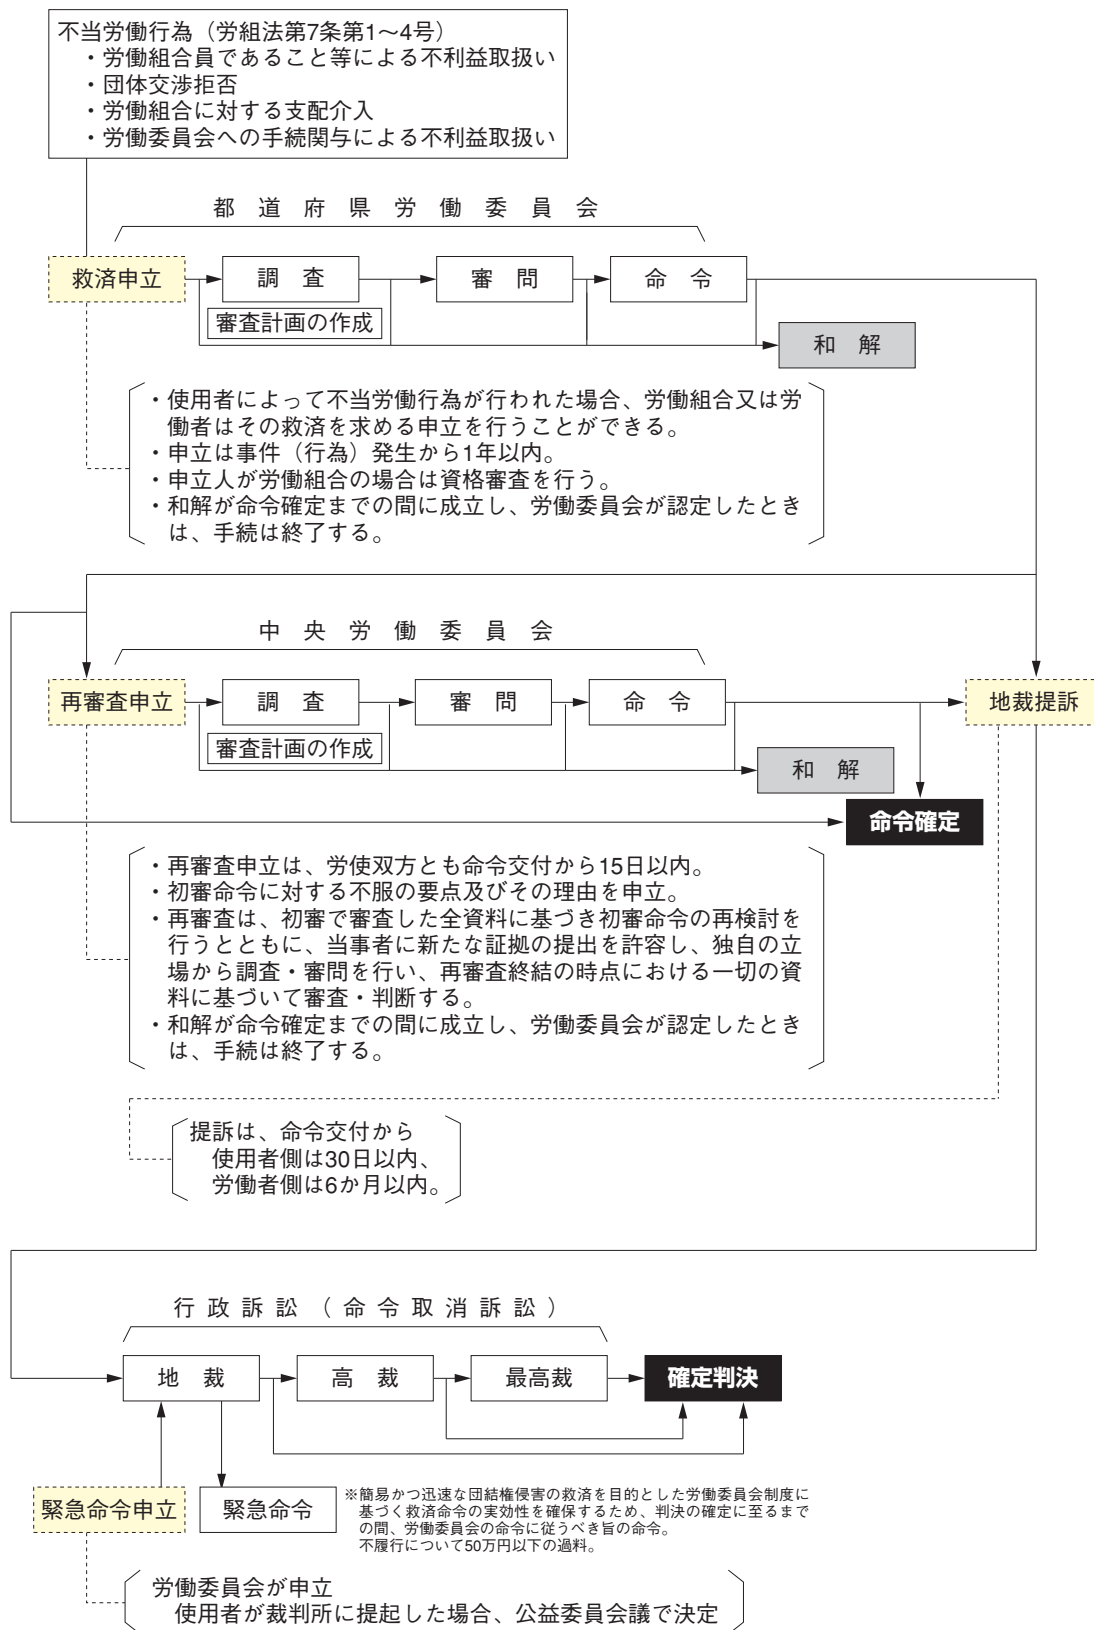 不当労働行為（労組法第7条第1～4号）
・労働組合員であること等による不利益取扱い
・団体交渉拒否
・労働組合に対する支配介入
・労働委員会への手続関与による不利益取扱い
都道府県労働委員会
救済申立
調査
審問
命令
審査計画の作成
和解
・使用者によって不当労働行為が行われた場合、労働組合又は労
働者はその救済を求める申立を行うことができる。
・申立は事件（行為）発生から1年以内。
・申立人が労働組合の場合は資格審査を行う。
・和解が命令確定までの間に成立し、労働委員会が認定したとき
は、手続は終了する。
中央労働委員会
再審査申立
調査
審問
命令
地裁提訴
審査計画の作成
和解
命令確定
・再審査申立は、労使双方とも命令交付から15日以内。
・初審命令に対する不服の要点及びその理由を申立。
・再審査は、初審で審査した全資料に基づき初審命令の再検討を
行うとともに、当事者に新たな証拠の提出を許容し、独自の立
場から調査・審問を行い、再審査終結の時点における一切の資
料に基づいて審査・判断する。
・和解が命令確定までの間に成立し、労働委員会が認定したとき
は、手続は終了する。
提訴は、命令交付から
使用者側は30日以内、
労働者側は6か月以内。
行政訴訟（命令取消訴訟）
地裁
高裁
最高裁
確定判決
緊急命令申立
緊急命令
※簡易かつ迅速な団結権侵害の救済を目的とした労働委員会制度に
基づく救済命令の実効性を確保するため、判決の確定に至るまで
の間、労働委員会の命令に従うべき旨の命令。
不履行について50万円以下の過料。
労働委員会が申立
使用者が裁判所に提起した場合、公益委員会議で決定